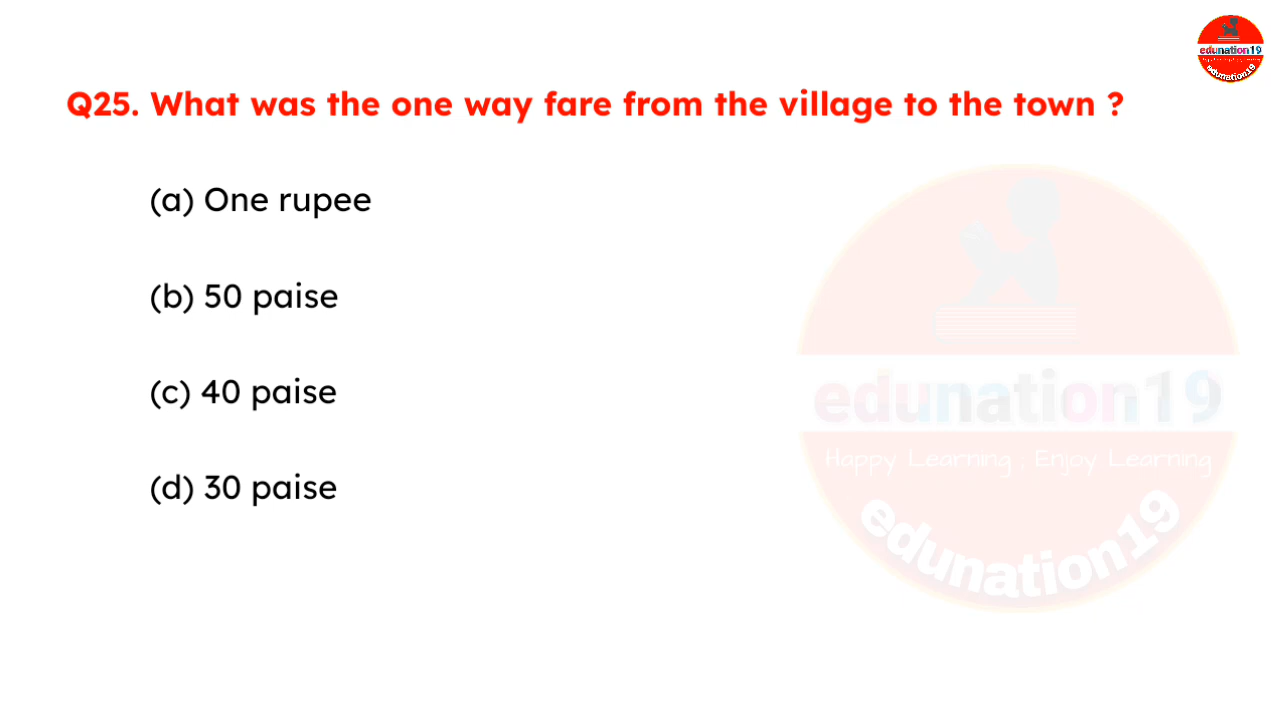 edunation19
edunation19
Q25. What was the one way fare from the village to the town ?
(a) One rupee
(b) 50 paise
(c) 40 paise
(d) 30 paise
edunation19
Happy Learning , Enjoy Learning
edunation19